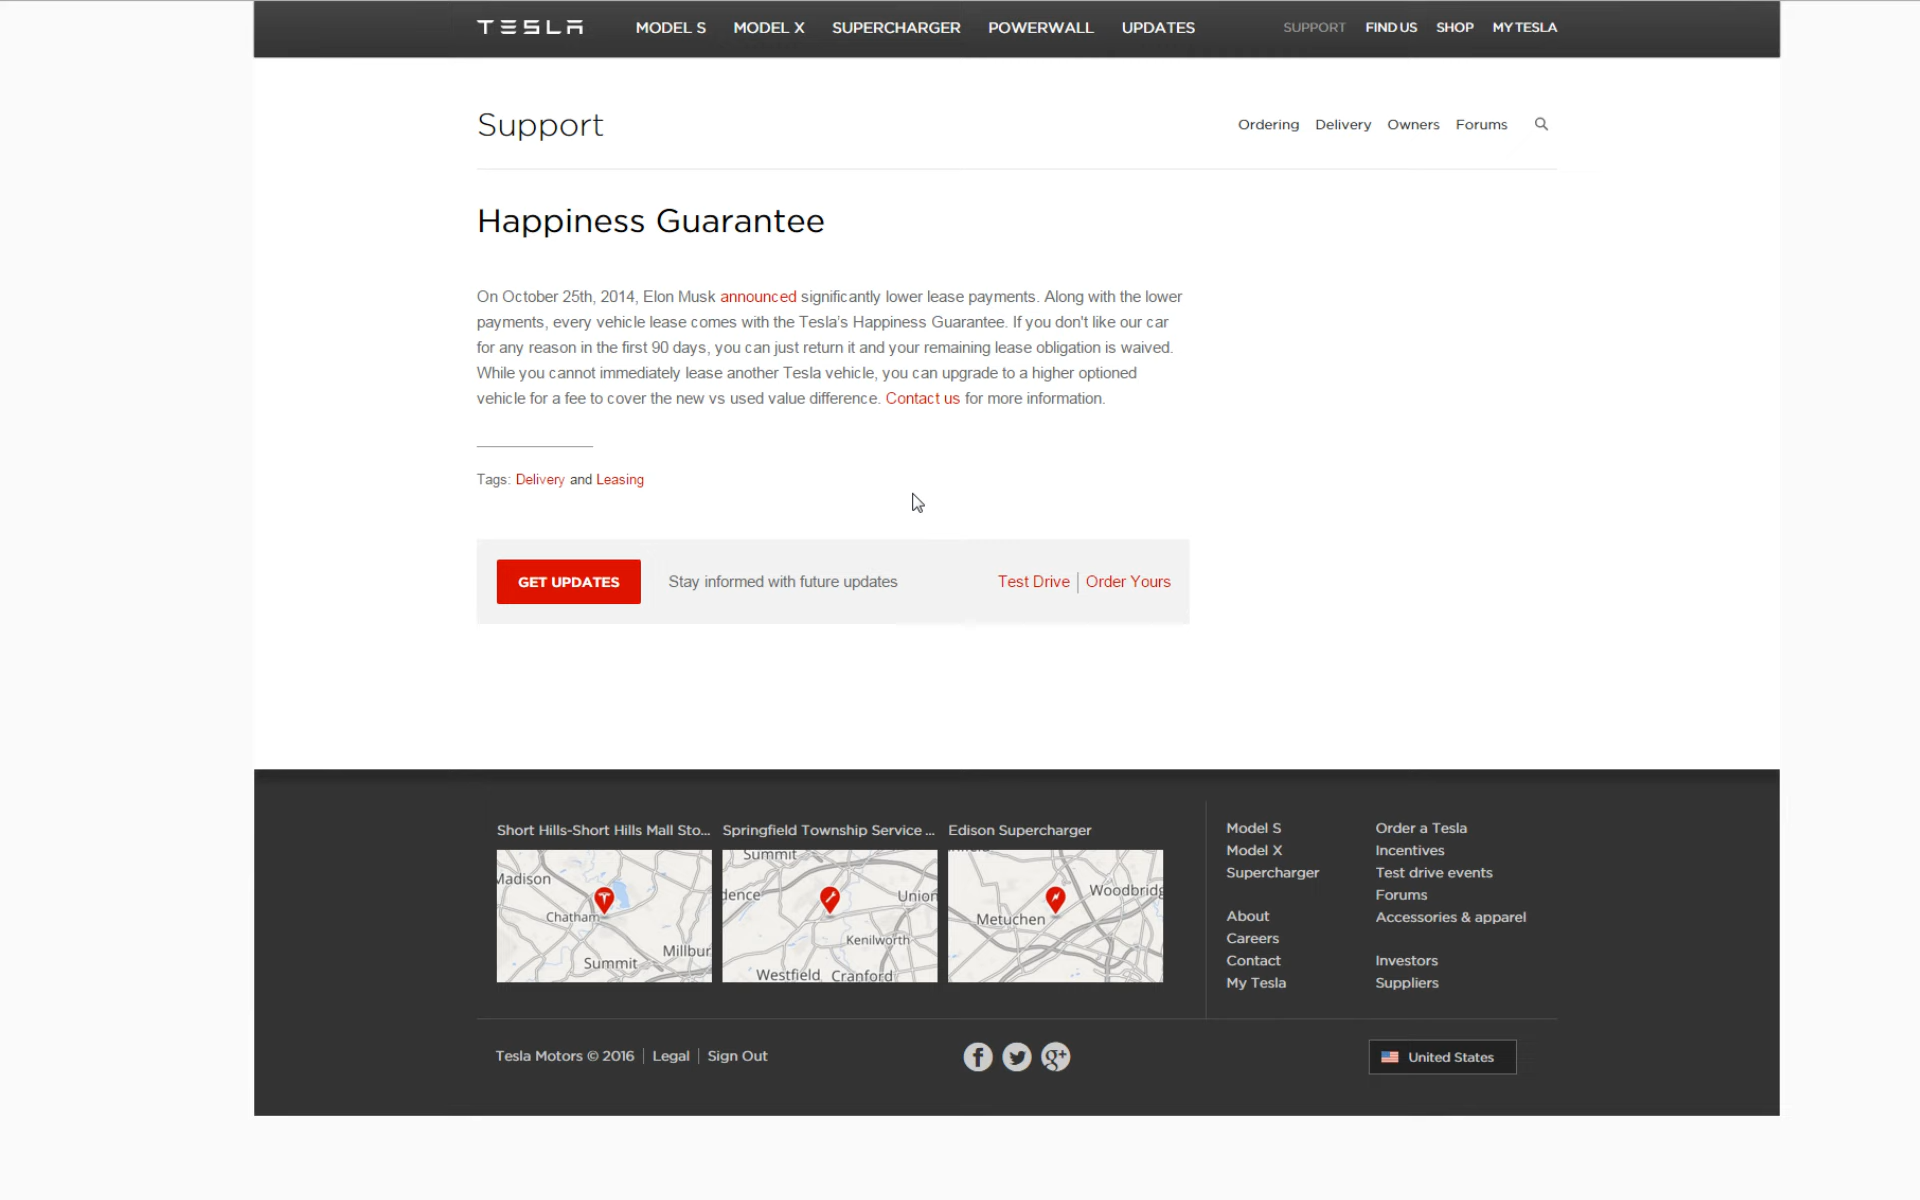 TESLA MODEL S MODEL X SUPERCHARGER POWERWALL UPDATES SUPPORT FIND US SHOP MY TESLA
Support
Ordering Delivery Owners Forums
Happiness Guarantee
On October 25th, 2014, Elon Musk announced significantly lower lease payments. Along with the lower
payments, every vehicle lease comes with the Tesla's Happiness Guarantee. If you don't like our car
for any reason in the first 90 days, you can just return it and your remaining lease obligation is waived.
While you cannot immediately lease another Tesla vehicle, you can upgrade to a higher optioned
vehicle for a fee to cover the new vs used value difference. Contact us for more information.
Tags: Delivery and Leasing
GET UPDATES Stay informed with future updates Test Drive Order Yours
Short Hills-Short Hills Mall Sto...
Madison
Chatham
Millbur
Summit
Springfield Township Service ...
Summit
dence
Union
Kenilworth
Westfield Cranford
Edison Supercharger
Woodbridg
Metuchen
Model S
Model X
Supercharger
About
Careers
Contact
My Tesla
Order a Tesla
Incentives
Test drive events
Forums
Accessories & apparel
Investors
Suppliers
Tesla Motors © 2016 Legal Sign Out
f g+
United States